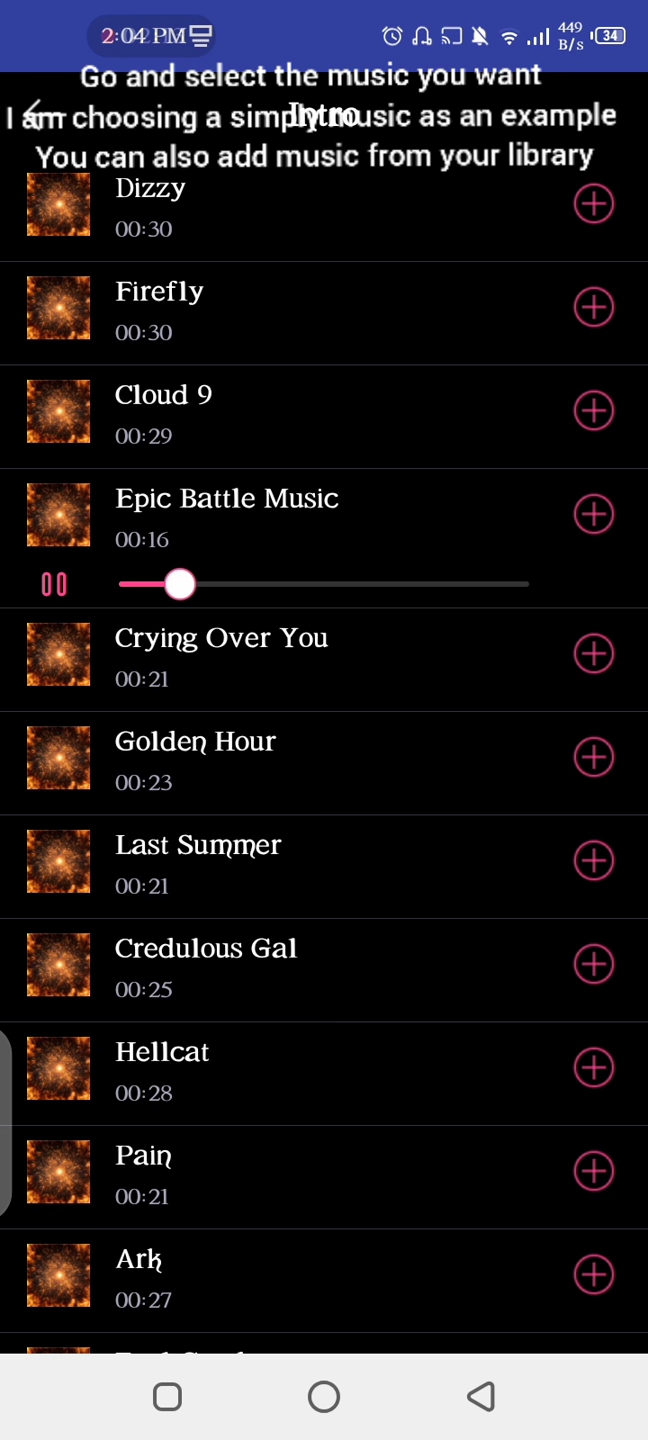 2:04 PM
449
B/s
34
Go and select the music you want
I am choosing a simply music as an example
Intro
You can also add music from your library
Dizzy
00:30
Firefly
00:30
Cloud 9
00:29
Epic Battle Music
00:16
Crying Over You
00:21
Golden Hour
00:23
Last Summer
00:21
Credulous Gal
00:25
Hellcat
00:28
Pain
00:21
Ark
00:27